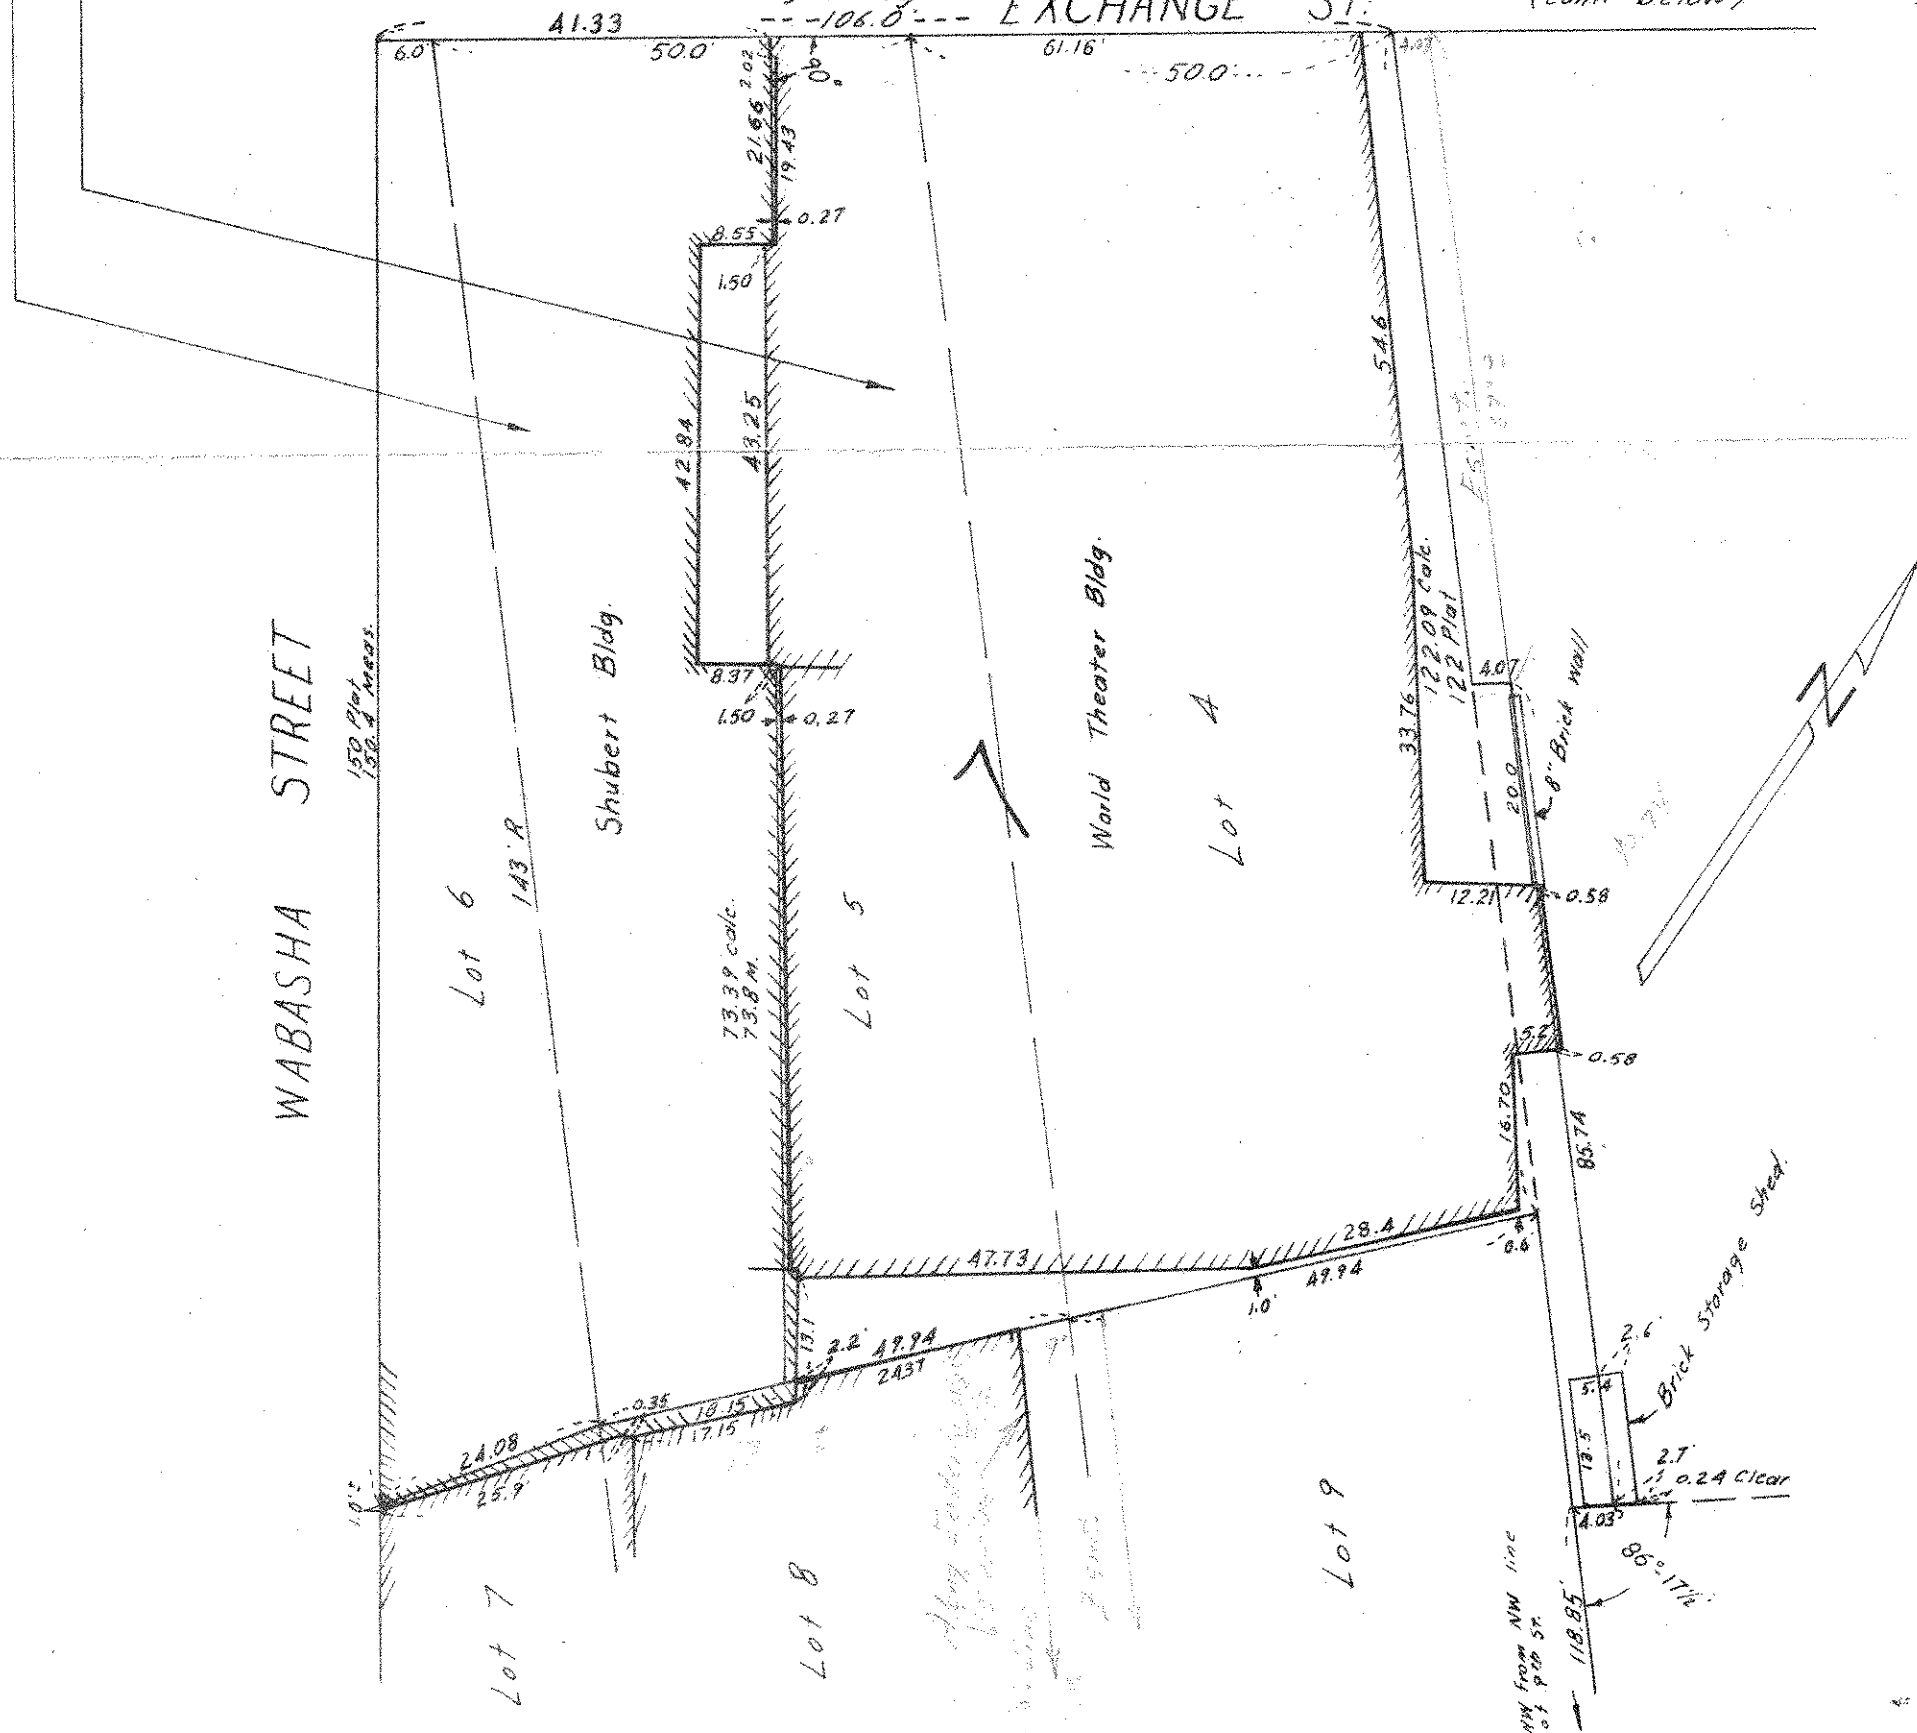 41.33
106.0'
EXCHANGE ST.
6.0
50.0'
61.16'
50.0'
2.02
21.66
19.43
0.27
8.55
1.50
54.6
42.84
43.25
WABASHA STREET
150 Plat
150.4 Meas.
143' R
Shubert Bldg.
World Theater Bldg.
122.09 Calc.
122 Plat
4.07
8.37
1.50
0.27
33.76
20.0
8" Brick Wall
12.21
0.58
Lot 6
Lot 5
Lot 4
73.39 calc.
73.8 M.
5.2
0.58
16.70
85.74
47.73
28.4
0.6
49.94
1.0'
13.1
2.2'
49.94
24.37
0.35
18.15
17.15
24.08
25.9'
Brick Storage Shed.
2.6'
5.4
13.5
2.7'
0.24 Clear
4.03
86°-17½'
118.85'
NW from NW line
of 9th St.
Lot 7
Lot 8
Lot 9
N